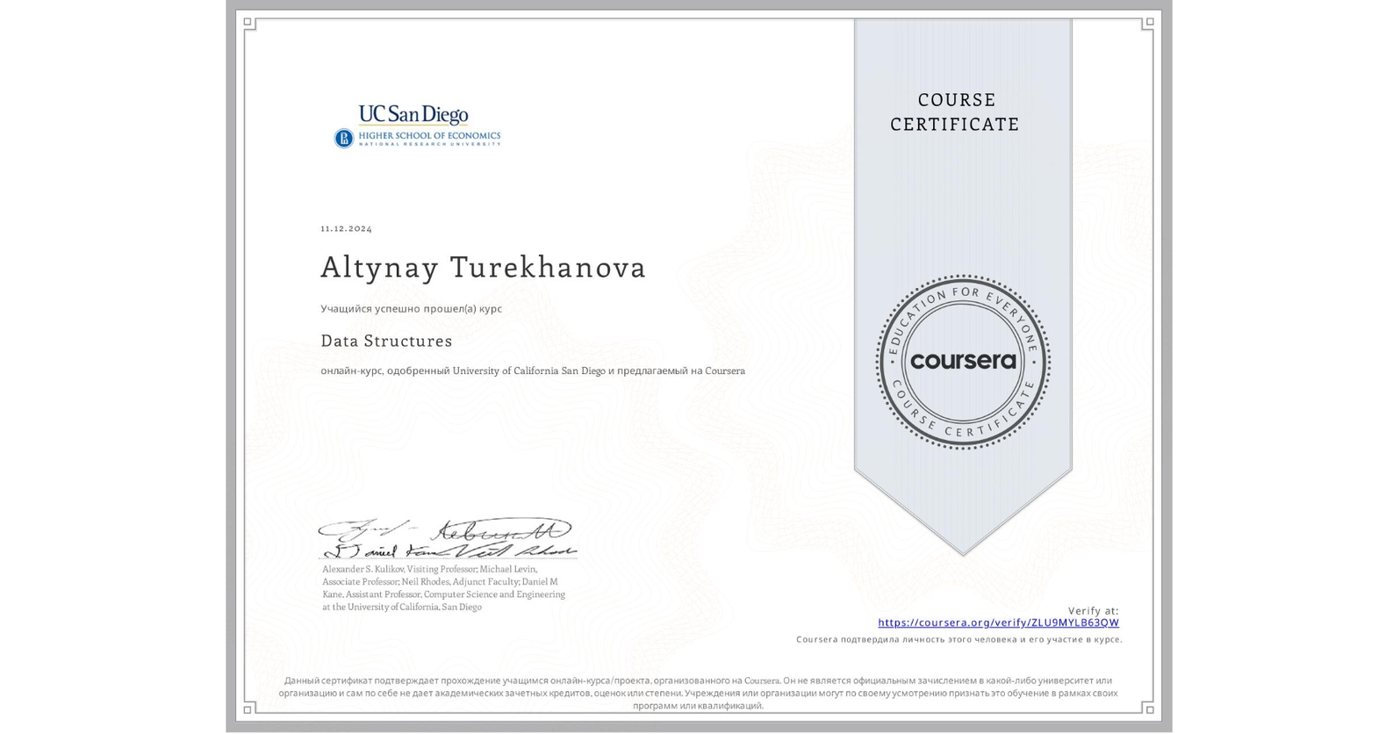 UC San Diego
HIGHER SCHOOL OF ECONOMICS
NATIONAL RESEARCH UNIVERSITY
COURSE
CERTIFICATE
11.12.2024
Altynay Turekhanova
Учащийся успешно прошел(а) курс
Data Structures
онлайн-курс, одобренный University of California San Diego и предлагаемый на Coursera
EDUCATION FOR EVERYONE
coursera
COURSE CERTIFICATE
Alexander S. Kulikov, Visiting Professor; Michael Levin,
Associate Professor; Neil Rhodes, Adjunct Faculty; Daniel M
Kane, Assistant Professor, Computer Science and Engineering
at the University of California, San Diego
Verify at:
https://coursera.org/verify/ZLU9MYLB63QW
Coursera подтвердила личность этого человека и его участие в курсе.
Данный сертификат подтверждает прохождение учащимся онлайн-курса/проекта, организованного на Coursera. Он не является официальным зачислением в какой-либо университет или
организацию и сам по себе не дает академических зачетных кредитов, оценок или степени. Учреждения или организации могут по своему усмотрению признать это обучение в рамках своих
программ или квалификаций.